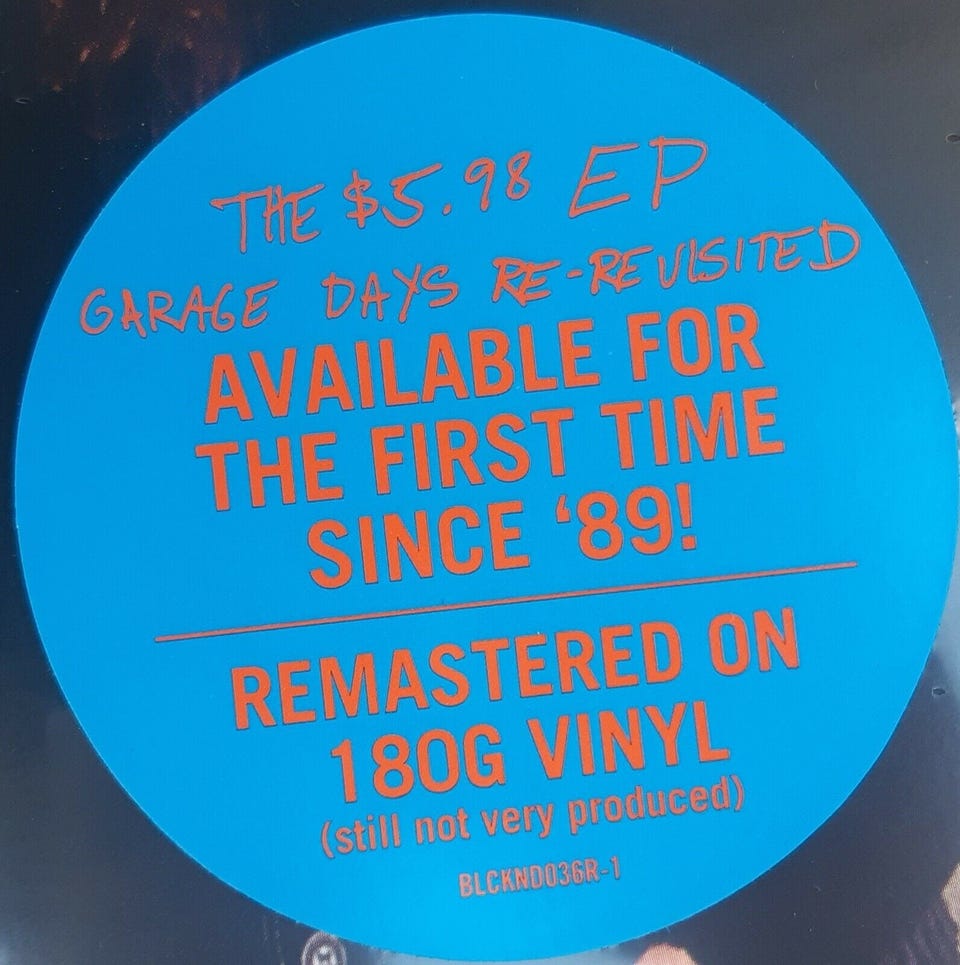 THE $5.98 EP
GARAGE DAYS RE-REVISITED
AVAILABLE FOR
THE FIRST TIME
SINCE ‘89!
REMASTERED ON
180G VINYL
(still not very produced)
BLCKND036R-1